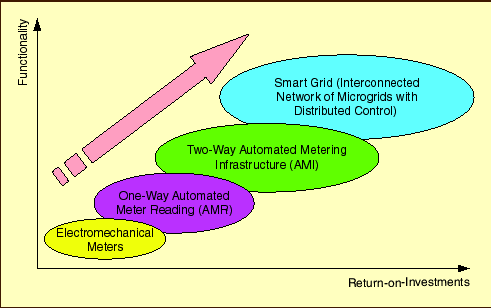 Functionality
Smart Grid (Interconnected
Network of Microgrids with
Distributed Control)
Two-Way Automated Metering
Infrastructure (AMI)
One-Way Automated
Meter Reading (AMR)
Electromechanical
Meters
Return-on-Investments